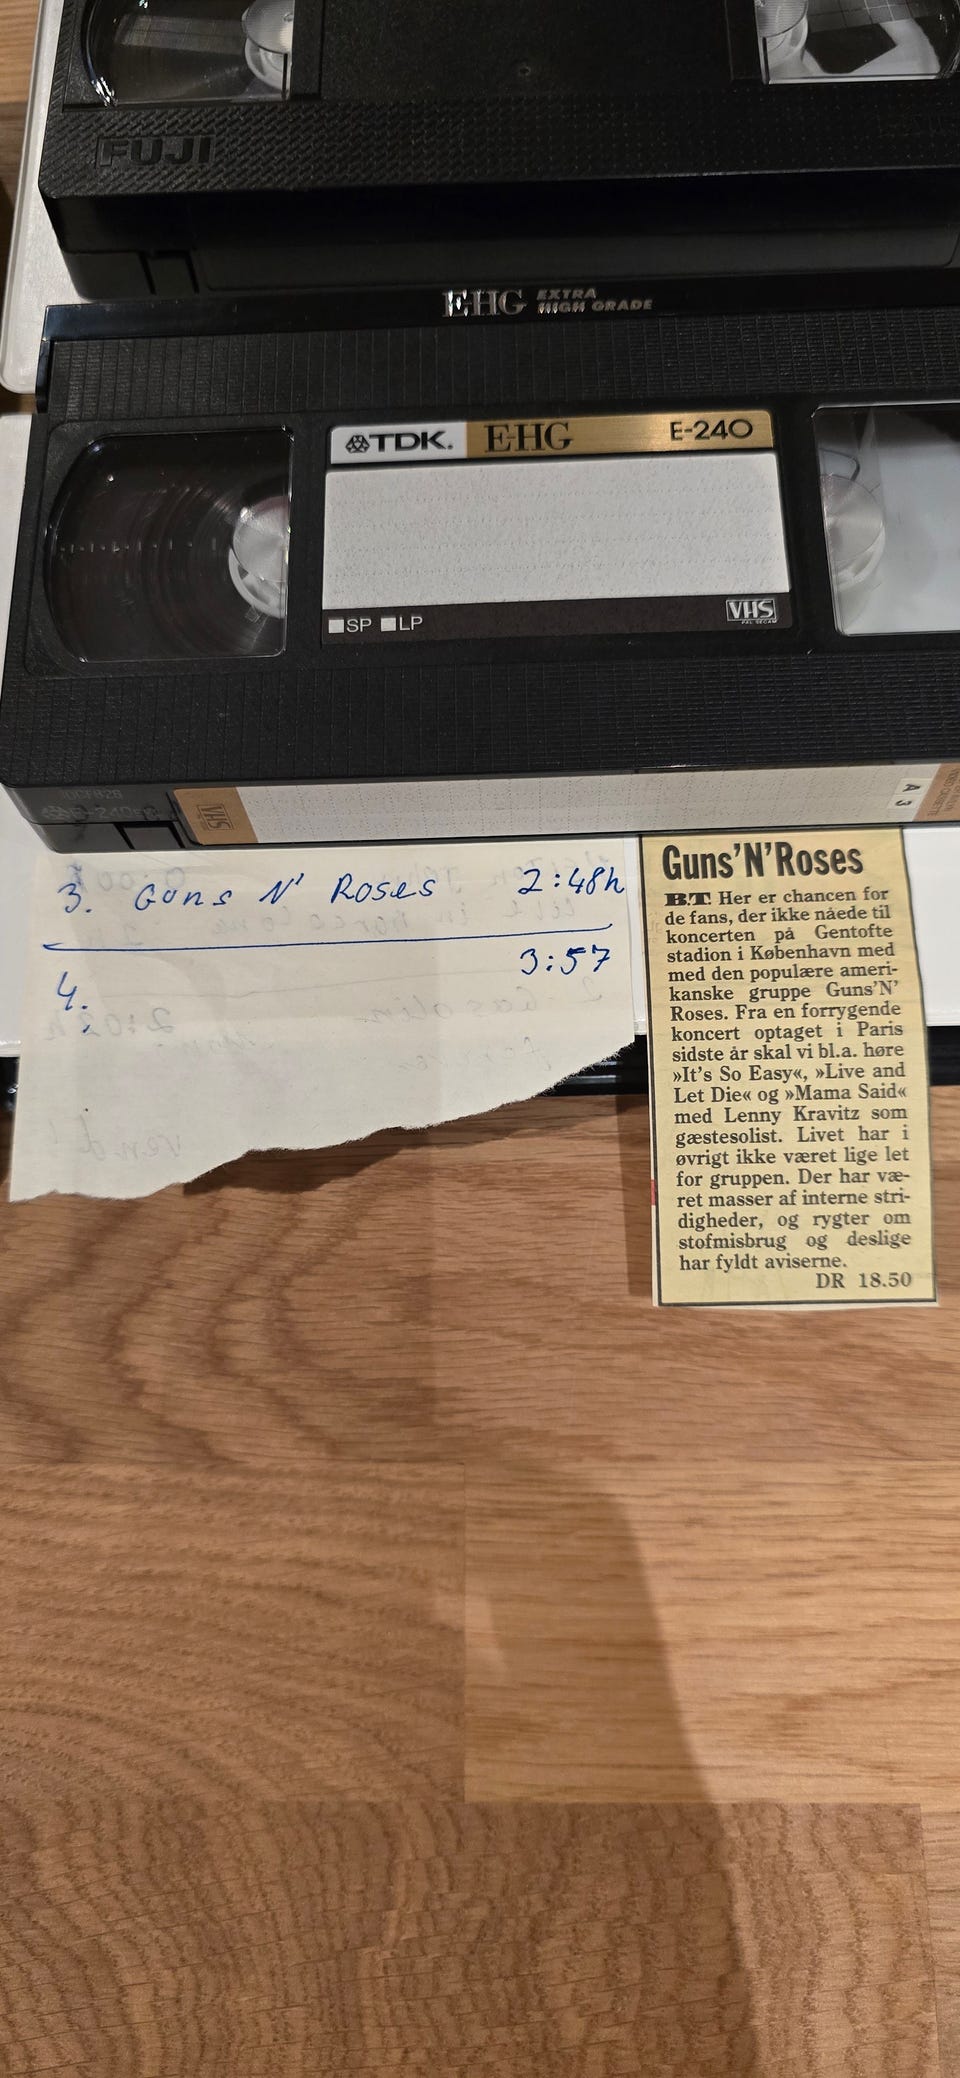 FUJI
E-HG EXTRA HIGH GRADE
TDK. E-HG E-240
SP LP VHS
PAL SECAM
VHS A 3
3. Guns N' Roses 2:48h
3:57
4.
Guns'N'Roses
B.T. Her er chancen for
de fans, der ikke nåede til
koncerten på Gentofte
stadion i København med
med den populære ameri-
kanske gruppe Guns'N'
Roses. Fra en forrygende
koncert optaget i Paris
sidste år skal vi bl.a. høre
»It's So Easy«, »Live and
Let Die« og »Mama Said«
med Lenny Kravitz som
gæstesolist. Livet har i
øvrigt ikke været lige let
for gruppen. Der har væ-
ret masser af interne stri-
digheder, og rygter om
stofmisbrug og deslige
har fyldt aviserne.
DR 18.50